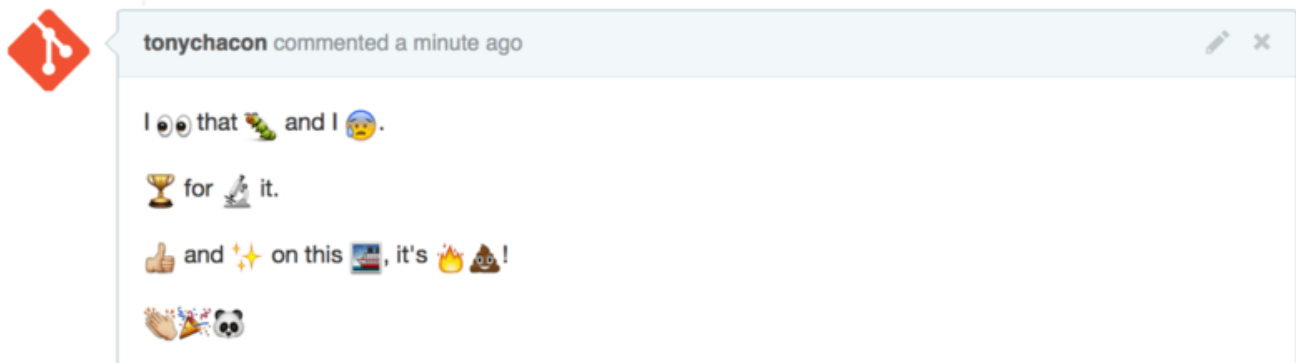 tonychacon commented a minute ago
I 👀 that 🐛 and I 😰.
🏆 for 🔬 it.
👍 and ✨ on this 🚢, it's 🔥💩!
👏🎉🐼